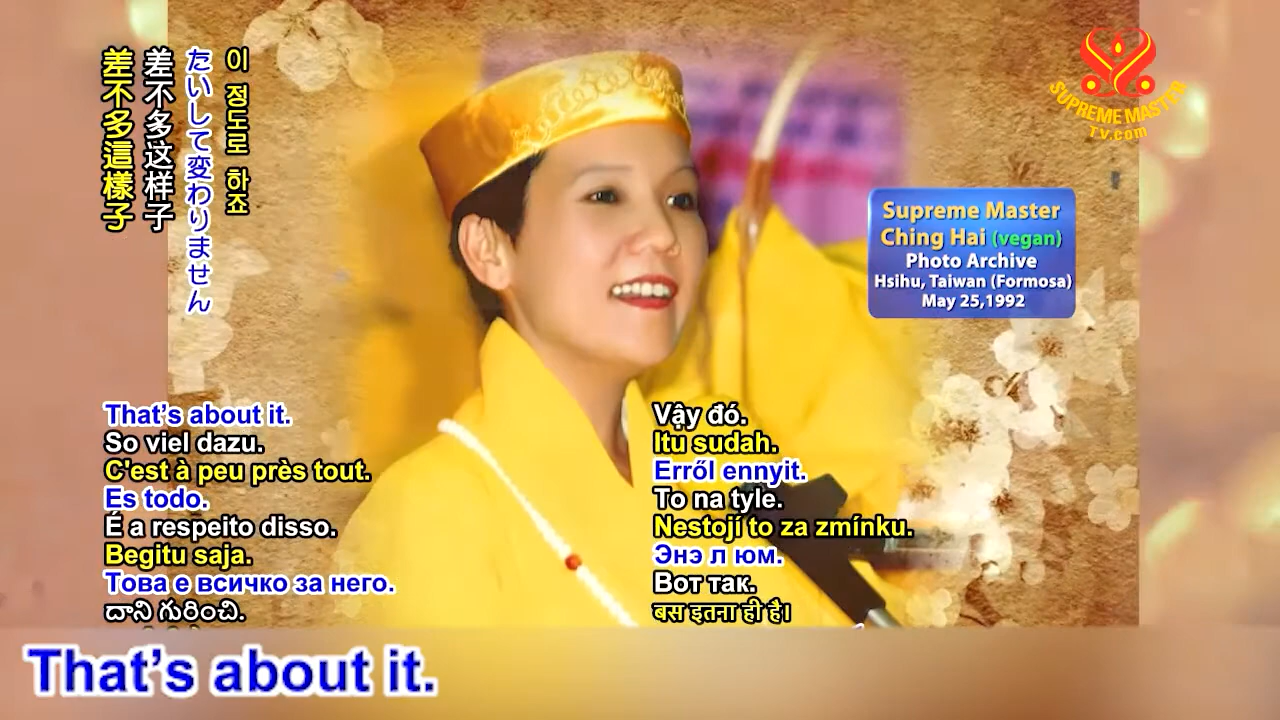 差不多這樣子
差不多这样子
たいして変わりません
이 정도로 하죠
SUPREME MASTER
TV.com
Supreme Master
Ching Hai (vegan)
Photo Archive
Hsihu, Taiwan (Formosa)
May 25,1992
That's about it.
So viel dazu.
C'est à peu près tout.
Es todo.
É a respeito disso.
Begitu saja.
Това е всичко за него.
దాని గురించి.
Vậy đó.
Itu sudah.
Erről ennyit.
To na tyle.
Nestojí to za zmínku.
Энэ л юм.
Вот так.
बस इतना ही है।
That's about it.